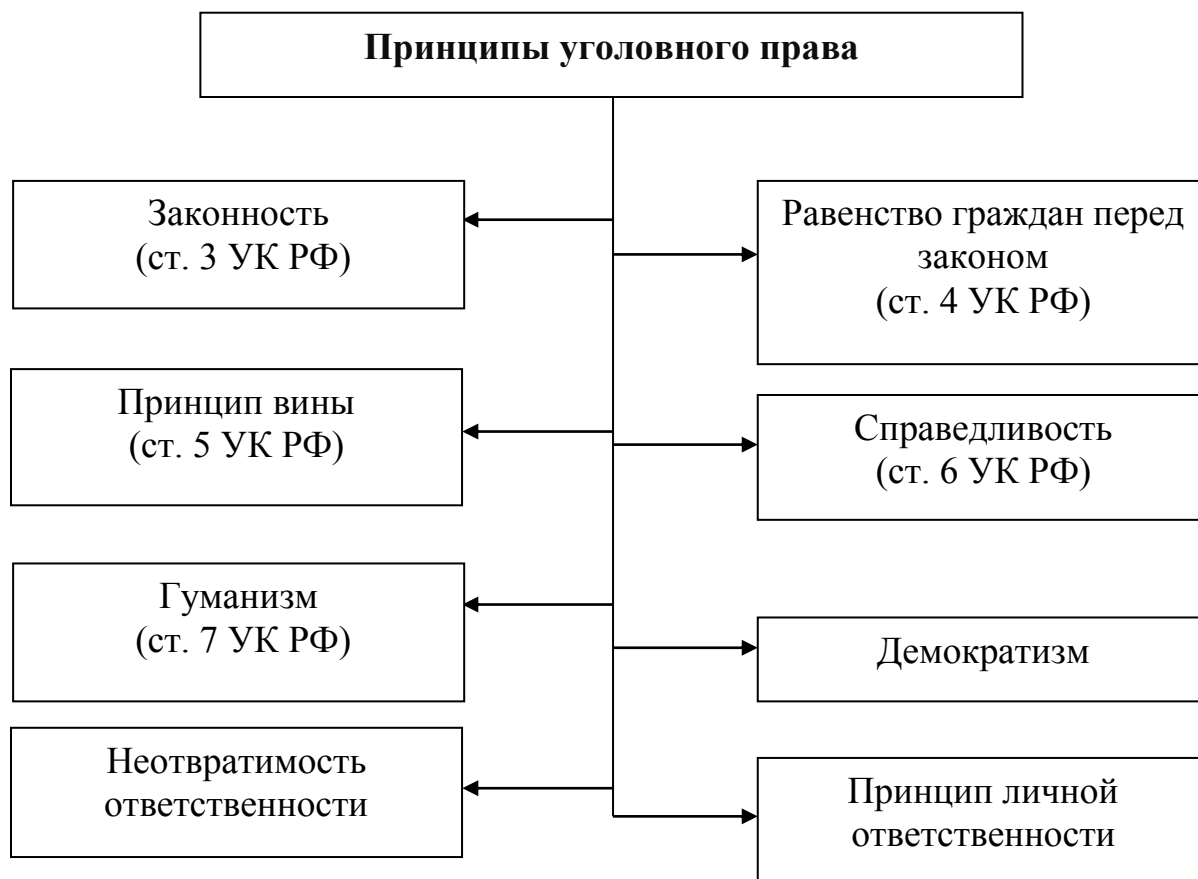 Принципы уголовного права
Законность
(ст. 3 УК РФ)
Равенство граждан перед
законом
(ст. 4 УК РФ)
Принцип вины
(ст. 5 УК РФ)
Справедливость
(ст. 6 УК РФ)
Гуманизм
(ст. 7 УК РФ)
Демократизм
Неотвратимость
ответственности
Принцип личной
ответственности